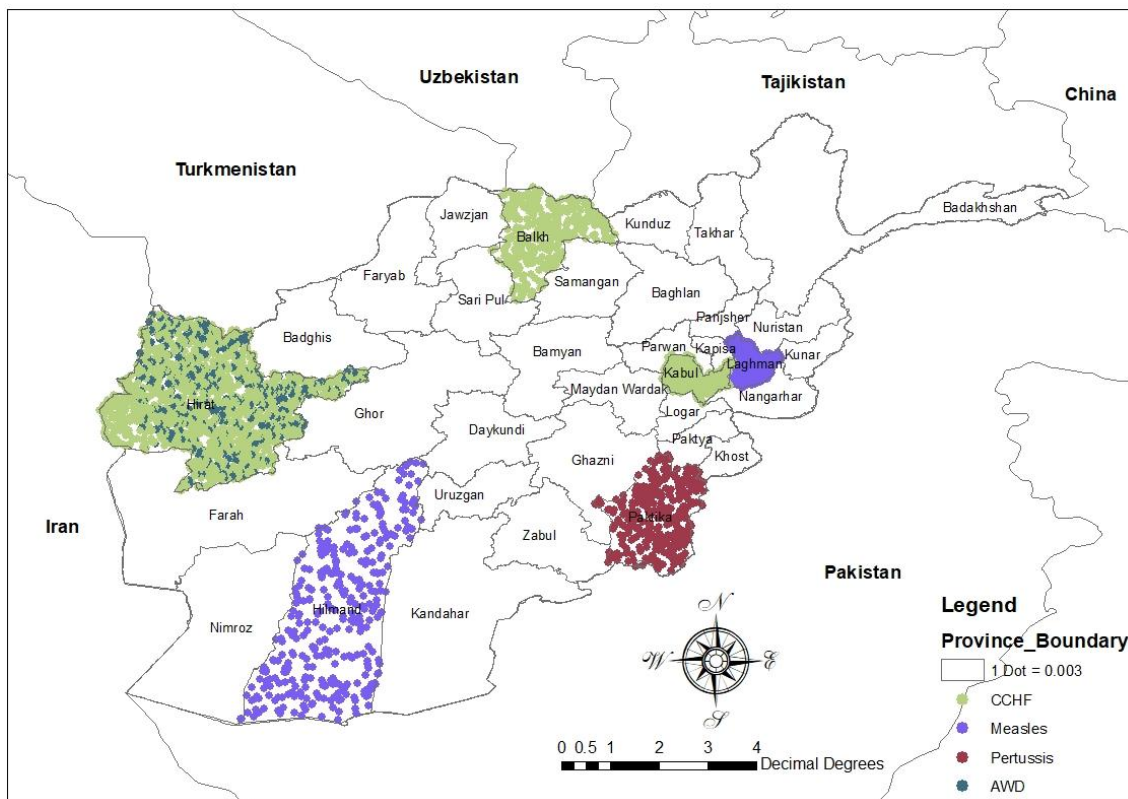 Uzbekistan
Tajikistan
China
Turkmenistan
Badakhshan
Jawzjan
Balkh
Kunduz
Takhar
Faryab
Samangan
Sari Pul
Baghlan
Panjsher
Nuristan
Badghis
Bamyan
Parwan
Kapisa
Kunar
Laghman
Kabul
Hirat
Maydan Wardak
Nangarhar
Ghor
Logar
Daykundi
Paktya
Khost
Ghazni
Uruzgan
Farah
Iran
Paktika
Zabul
Pakistan
Hilmand
Kandahar
Nimroz
N
W
E
S
Legend
Province_Boundary
1 Dot = 0.003
CCHF
Measles
Pertussis
AWD
0 0.5 1 2 3 4
Decimal Degrees